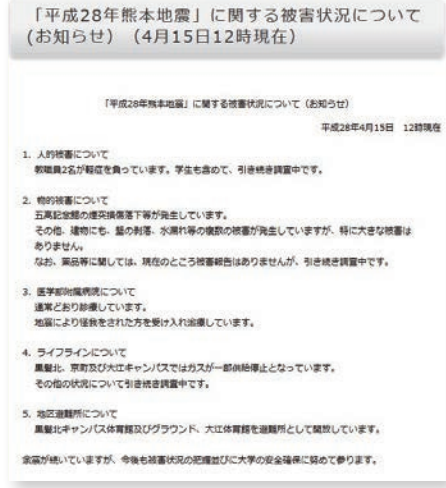 「平成28年熊本地震」に関する被害状況について
(お知らせ)（4月15日12時現在）
「平成28年熊本地震」に関する被害状況について（お知らせ）
平成28年4月15日　12時現在
1．人的被害について
教職員2名が軽症を負っています。学生も含めて、引き続き調査中です。
2．物的被害について
五高記念館の煙突損傷落下等が発生しています。
その他、建物にも、壁の剥落、水漏れ等の複数の被害が発生していますが、特に大きな被害は
ありません。
なお、薬品等に関しては、現在のところ被害報告はありませんが、引き続き調査中です。
3．医学部附属病院について
通常どおり診療しています。
地震により怪我をされた方を受け入れ治療しています。
4．ライフラインについて
黒髪北、京町及び大江キャンパスではガスが一部供給停止となっています。
その他の状況について引き続き調査中です。
5．地区避難所について
黒髪北キャンパス体育館及びグラウンド、大江体育館を避難所として開放しています。
余震が続いていますが、今後も被害状況の把握並びに大学の安全確保に努めて参ります。